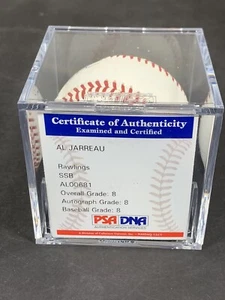 Certificate of Authenticity
Examined and Certified
AL JARREAU
Rawlings
SSB
AL00681
Overall Grade: 8
Autograph Grade: 8
Baseball Grade: 8
PSA DNA